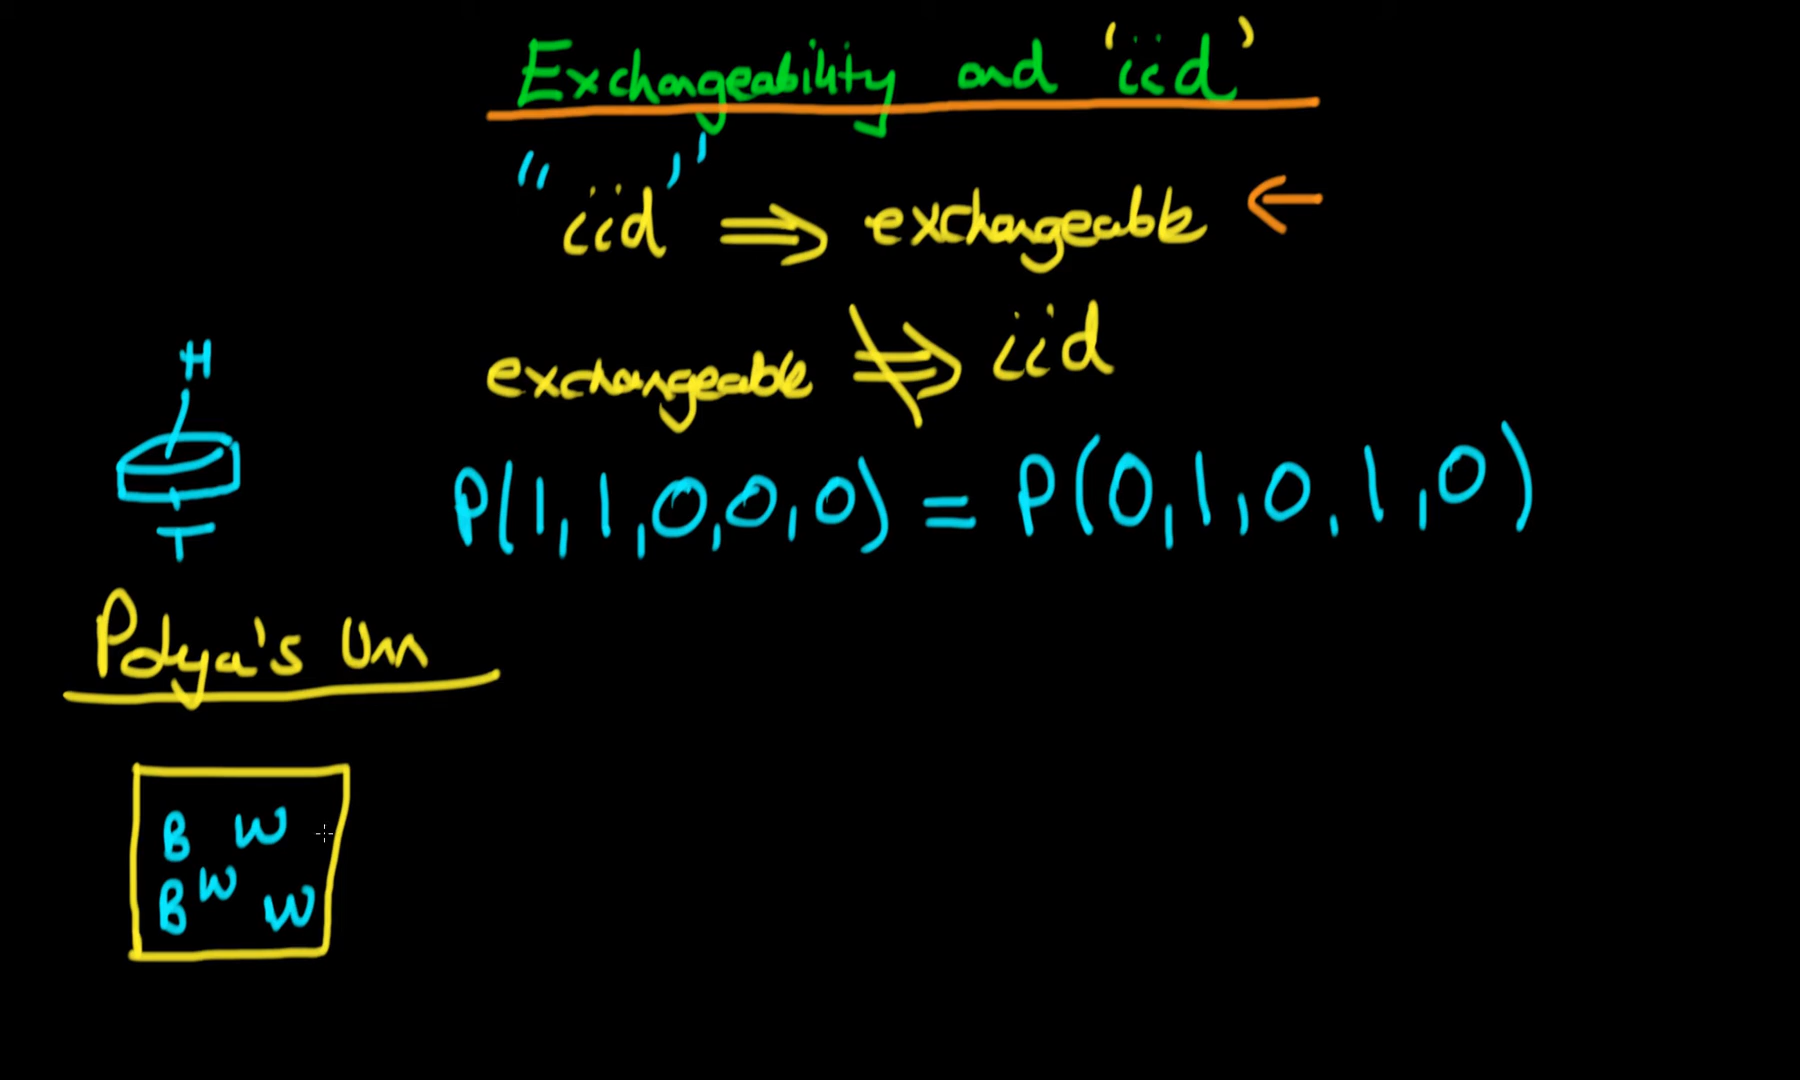 Exchangeability and 'iid'
"iid" ⇒ exchangeable ←
exchangeable ⇏ iid
H
T
P(1,1,0,0,0) = P(0,1,0,1,0)
Polya's Urn
B W
B W W